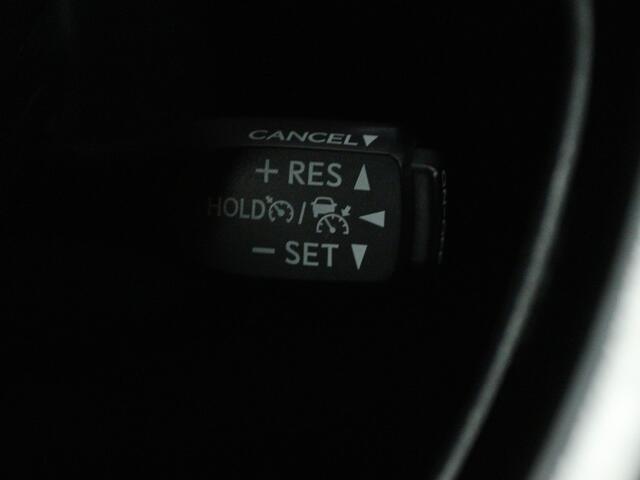 CANCEL▼
+ RES ▲
HOLD / ◀
− SET ▼